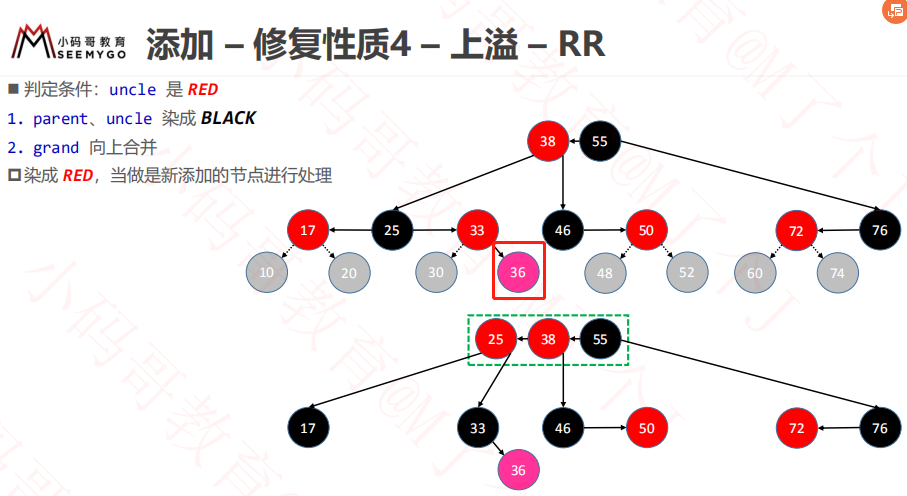 小码哥教育
SEEMYGO
添加 – 修复性质4 – 上溢 – RR
■ 判定条件：uncle 是 RED
1. parent、uncle 染成 BLACK
2. grand 向上合并
染成 RED，当做是新添加的节点进行处理
38 55
17 25 33 46 50 72 76
10 20 30 36 48 52 60 74
25 38 55
17 33 46 50 72 76
36